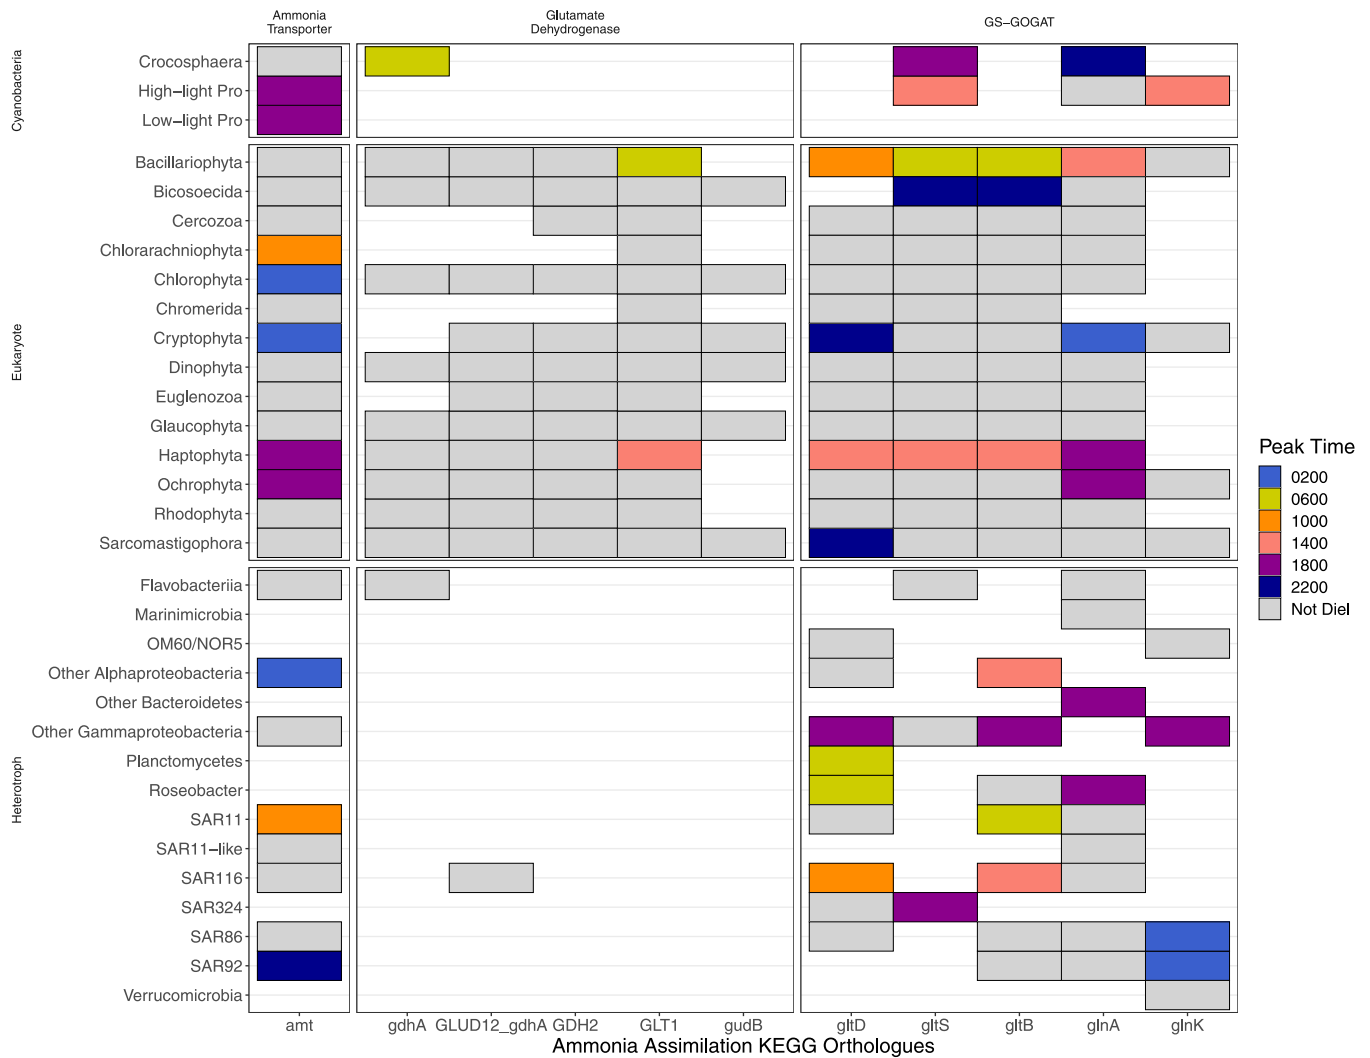 Ammonia
Transporter
Glutamate
Dehydrogenase
GS−GOGAT
Cyanobacteria
Crocosphaera
High−light Pro
Low−light Pro
Eukaryote
Bacillariophyta
Bicosoecida
Cercozoa
Chlorarachniophyta
Chlorophyta
Chromerida
Cryptophyta
Dinophyta
Euglenozoa
Glaucophyta
Haptophyta
Ochrophyta
Rhodophyta
Sarcomastigophora
Heterotroph
Flavobacteriia
Marinimicrobia
OM60/NOR5
Other Alphaproteobacteria
Other Bacteroidetes
Other Gammaproteobacteria
Planctomycetes
Roseobacter
SAR11
SAR11−like
SAR116
SAR324
SAR86
SAR92
Verrucomicrobia
amt gdhA GLUD12_gdhA GDH2 GLT1 gudB gltD gltS gltB glnA glnK
Ammonia Assimilation KEGG Orthologues
Peak Time
0200
0600
1000
1400
1800
2200
Not Diel